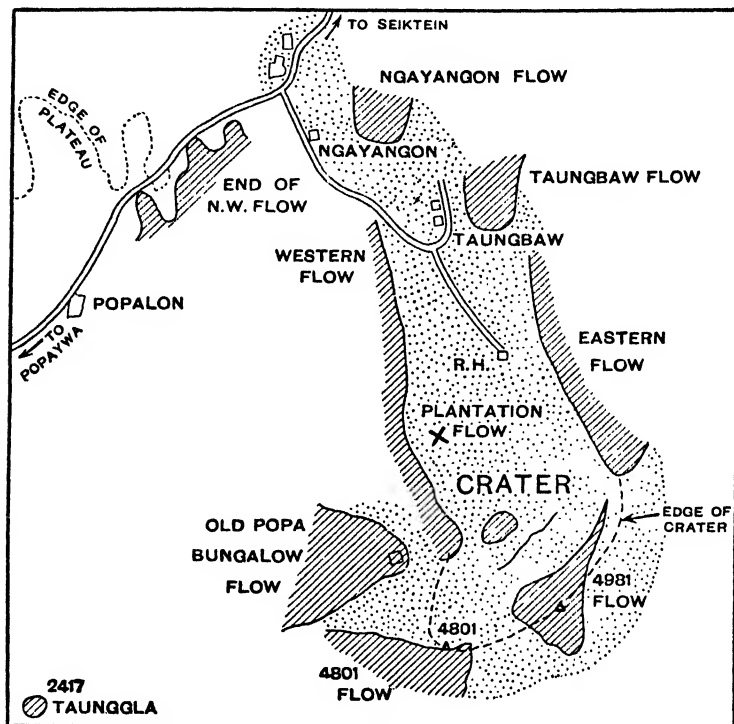 TO SEIKTEIN
NGAYANGON FLOW
EDGE OF
PLATEAU
NGAYANGON
TAUNGBAW FLOW
END OF
N.W. FLOW
TAUNGBAW
WESTERN
FLOW
POPALON
TO
POPAYWA
EASTERN
FLOW
R.H.
PLANTATION
FLOW
CRATER
EDGE OF
CRATER
OLD POPA
BUNGALOW
FLOW
4981
FLOW
4801
4801
FLOW
2417
TAUNGGLA